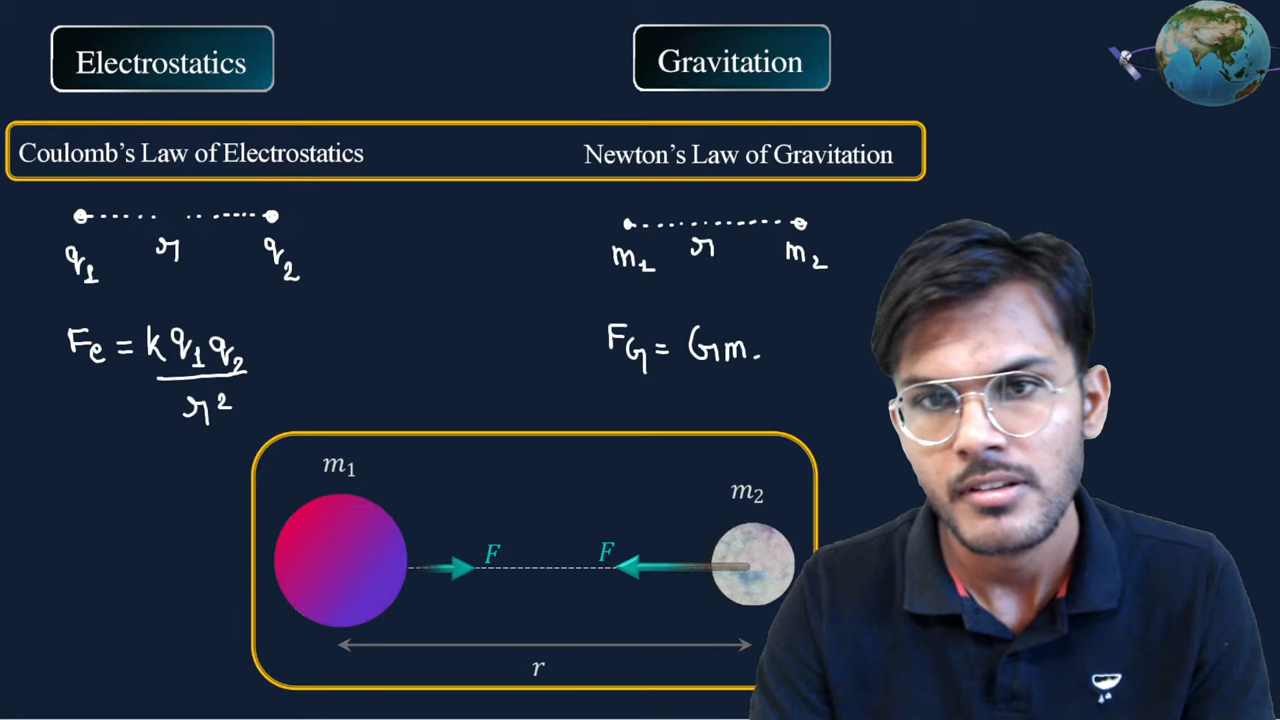 Electrostatics
Gravitation
Coulomb's Law of Electrostatics
Newton's Law of Gravitation
q₁ r q₂
m₁ r m₂
Fe = kq₁q₂
r²
F_G = Gm.
m₁
m₂
F
F
r